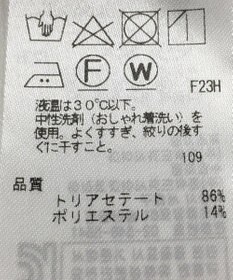 F
W
F23H
液温は30℃以下。
中性洗剤(おしゃれ着洗い)を
使用。よくすすぎ、絞りの後す
ぐに干すこと。
109
品質
トリアセテート 86%
ポリエステル 14%